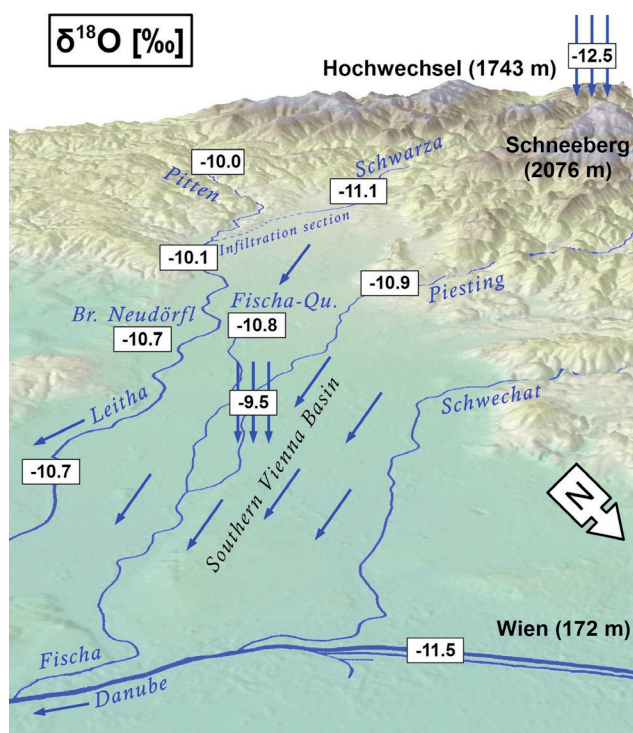 δ¹⁸O [‰]
-12.5
Hochwechsel (1743 m)
Schneeberg
(2076 m)
Schwarza
-10.0
Pitten
-11.1
Infiltration section
-10.1
-10.9
Piesting
Fischa-Qu.
Br. Neudörfl
-10.8
-10.7
Leitha
-9.5
Schwechat
Southern Vienna Basin
-10.7
N
Wien (172 m)
-11.5
Fischa
Danube